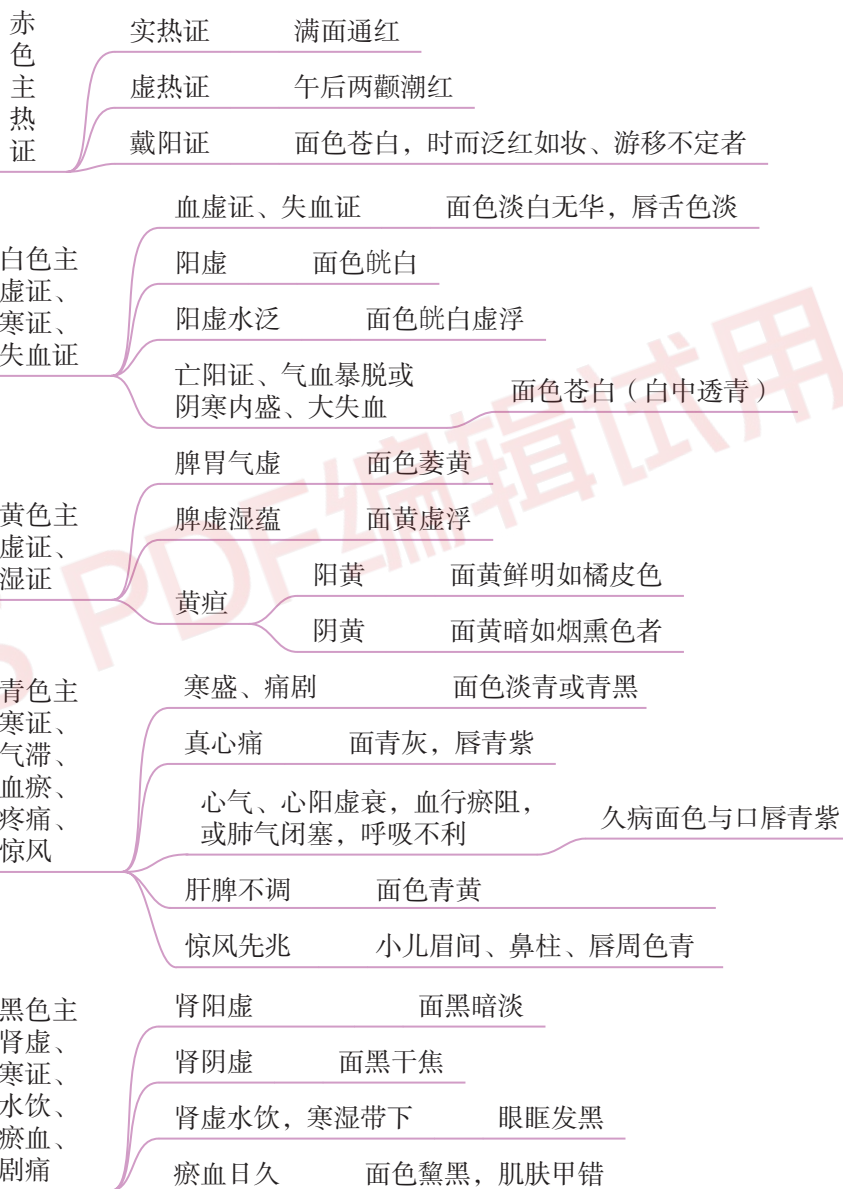 赤色主热证
实热证 满面通红
虚热证 午后两颧潮红
戴阳证 面色苍白，时而泛红如妆、游移不定者
白色主
虚证、
寒证、
失血证
血虚证、失血证 面色淡白无华，唇舌色淡
阳虚 面色㿠白
阳虚水泛 面色㿠白虚浮
亡阳证、气血暴脱或
阴寒内盛、大失血
面色苍白（白中透青）
黄色主
虚证、
湿证
脾胃气虚 面色萎黄
脾虚湿蕴 面黄虚浮
黄疸
阳黄 面黄鲜明如橘皮色
阴黄 面黄暗如烟熏色者
青色主
寒证、
气滞、
血瘀、
疼痛、
惊风
寒盛、痛剧 面色淡青或青黑
真心痛 面青灰，唇青紫
心气、心阳虚衰，血行瘀阻，
或肺气闭塞，呼吸不利
久病面色与口唇青紫
肝脾不调 面色青黄
惊风先兆 小儿眉间、鼻柱、唇周色青
黑色主
肾虚、
寒证、
水饮、
瘀血、
剧痛
肾阳虚 面黑暗淡
肾阴虚 面黑干焦
肾虚水饮，寒湿带下 眼眶发黑
瘀血日久 面色黧黑，肌肤甲错
PDF编辑试用